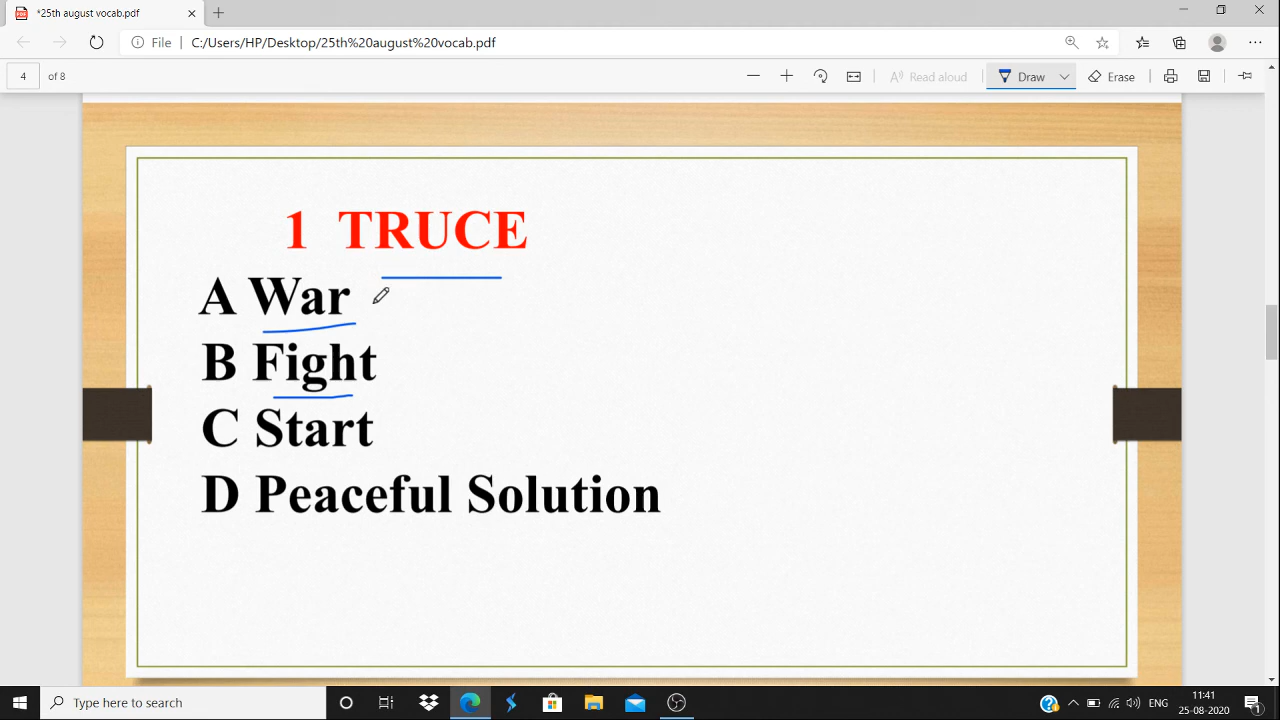 *25th august vocab.pdf
File C:/Users/HP/Desktop/25th%20august%20vocab.pdf
4 of 8 Read aloud Draw Erase
1 TRUCE
A War
B Fight
C Start
D Peaceful Solution
Type here to search
ENG
11:41
25-08-2020
1